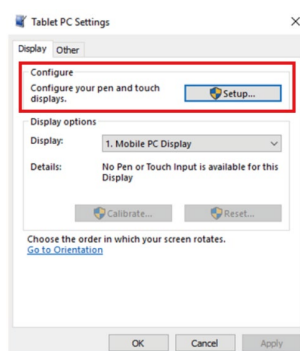 Tablet PC Settings
Display Other
Configure
Configure your pen and touch
displays.
Setup...
Display options
Display:
1. Mobile PC Display
Details:
No Pen or Touch Input is available for this
Display
Calibrate... Reset...
Choose the order in which your screen rotates.
Go to Orientation
OK Cancel Apply